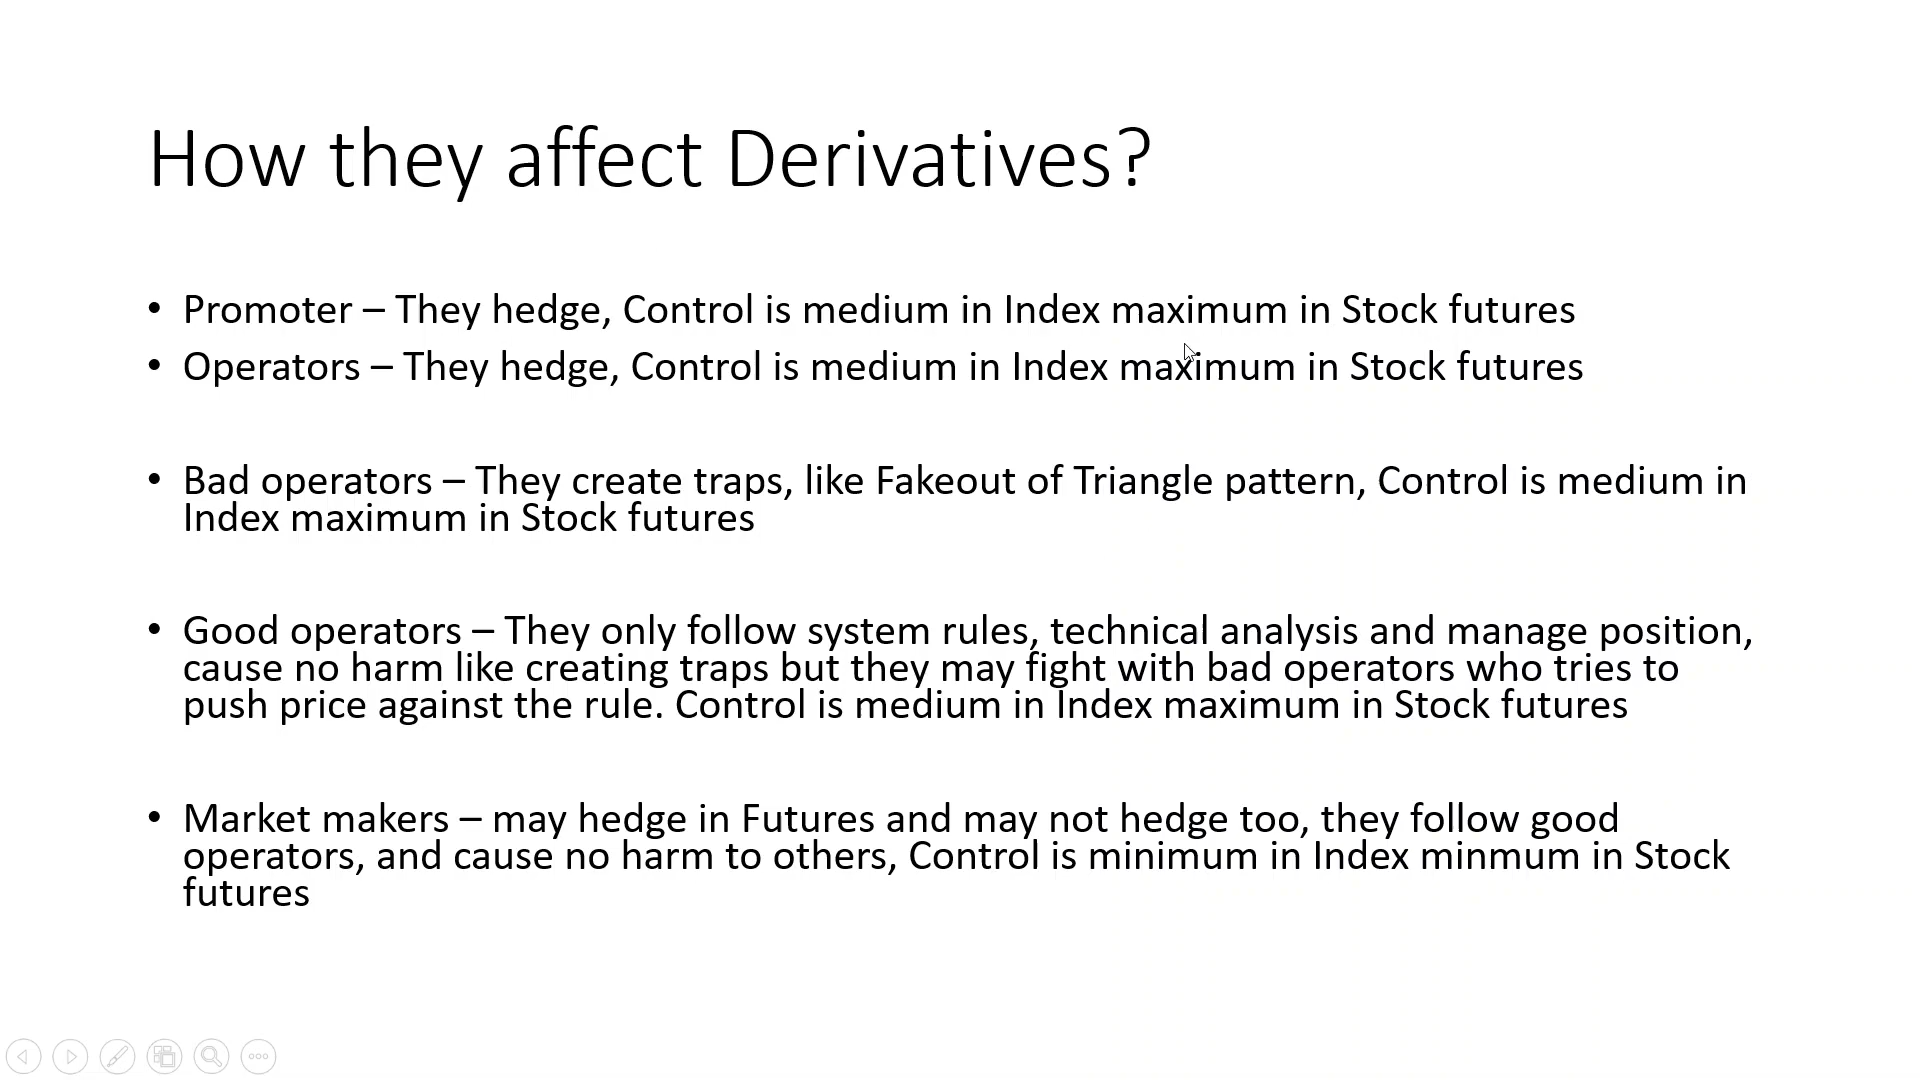 How they affect Derivatives?
• Promoter – They hedge, Control is medium in Index maximum in Stock futures
• Operators – They hedge, Control is medium in Index maximum in Stock futures
• Bad operators – They create traps, like Fakeout of Triangle pattern, Control is medium in
Index maximum in Stock futures
• Good operators – They only follow system rules, technical analysis and manage position,
cause no harm like creating traps but they may fight with bad operators who tries to
push price against the rule. Control is medium in Index maximum in Stock futures
• Market makers – may hedge in Futures and may not hedge too, they follow good
operators, and cause no harm to others, Control is minimum in Index minmum in Stock
futures